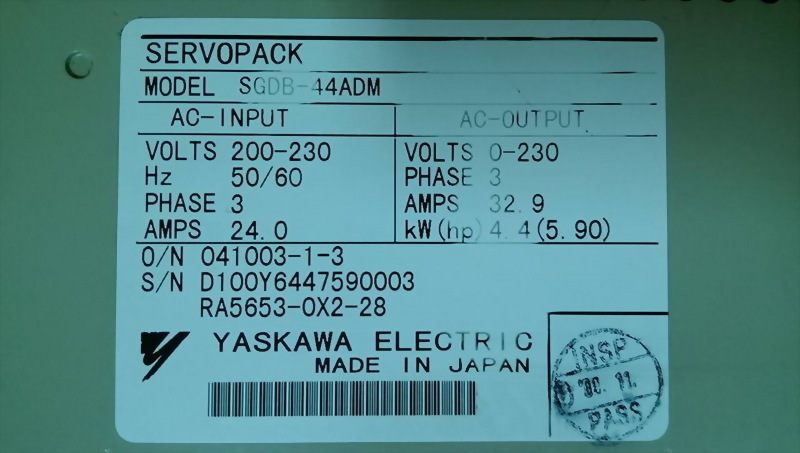 SERVOPACK
MODEL SGDB-44ADM
AC-INPUT AC-OUTPUT
VOLTS 200-230 VOLTS 0-230
Hz 50/60 PHASE 3
PHASE 3 AMPS 32.9
AMPS 24.0 kW(hp) 4.4(5.90)
O/N 041003-1-3
S/N D100Y6447590003
RA5653-0X2-28
YASKAWA ELECTRIC
MADE IN JAPAN
INSP
11.
PASS